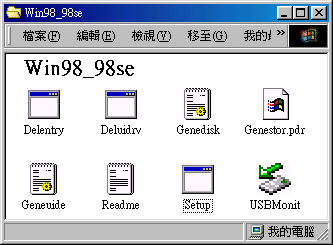 Win98_98se
檔案(F) 編輯(E) 檢視(V) 移至(G) 我的 »
Win98_98se
Delentry Deluidrv Genedisk Genestor.pdr
Geneuide Readme Setup USBMonit
我的電腦